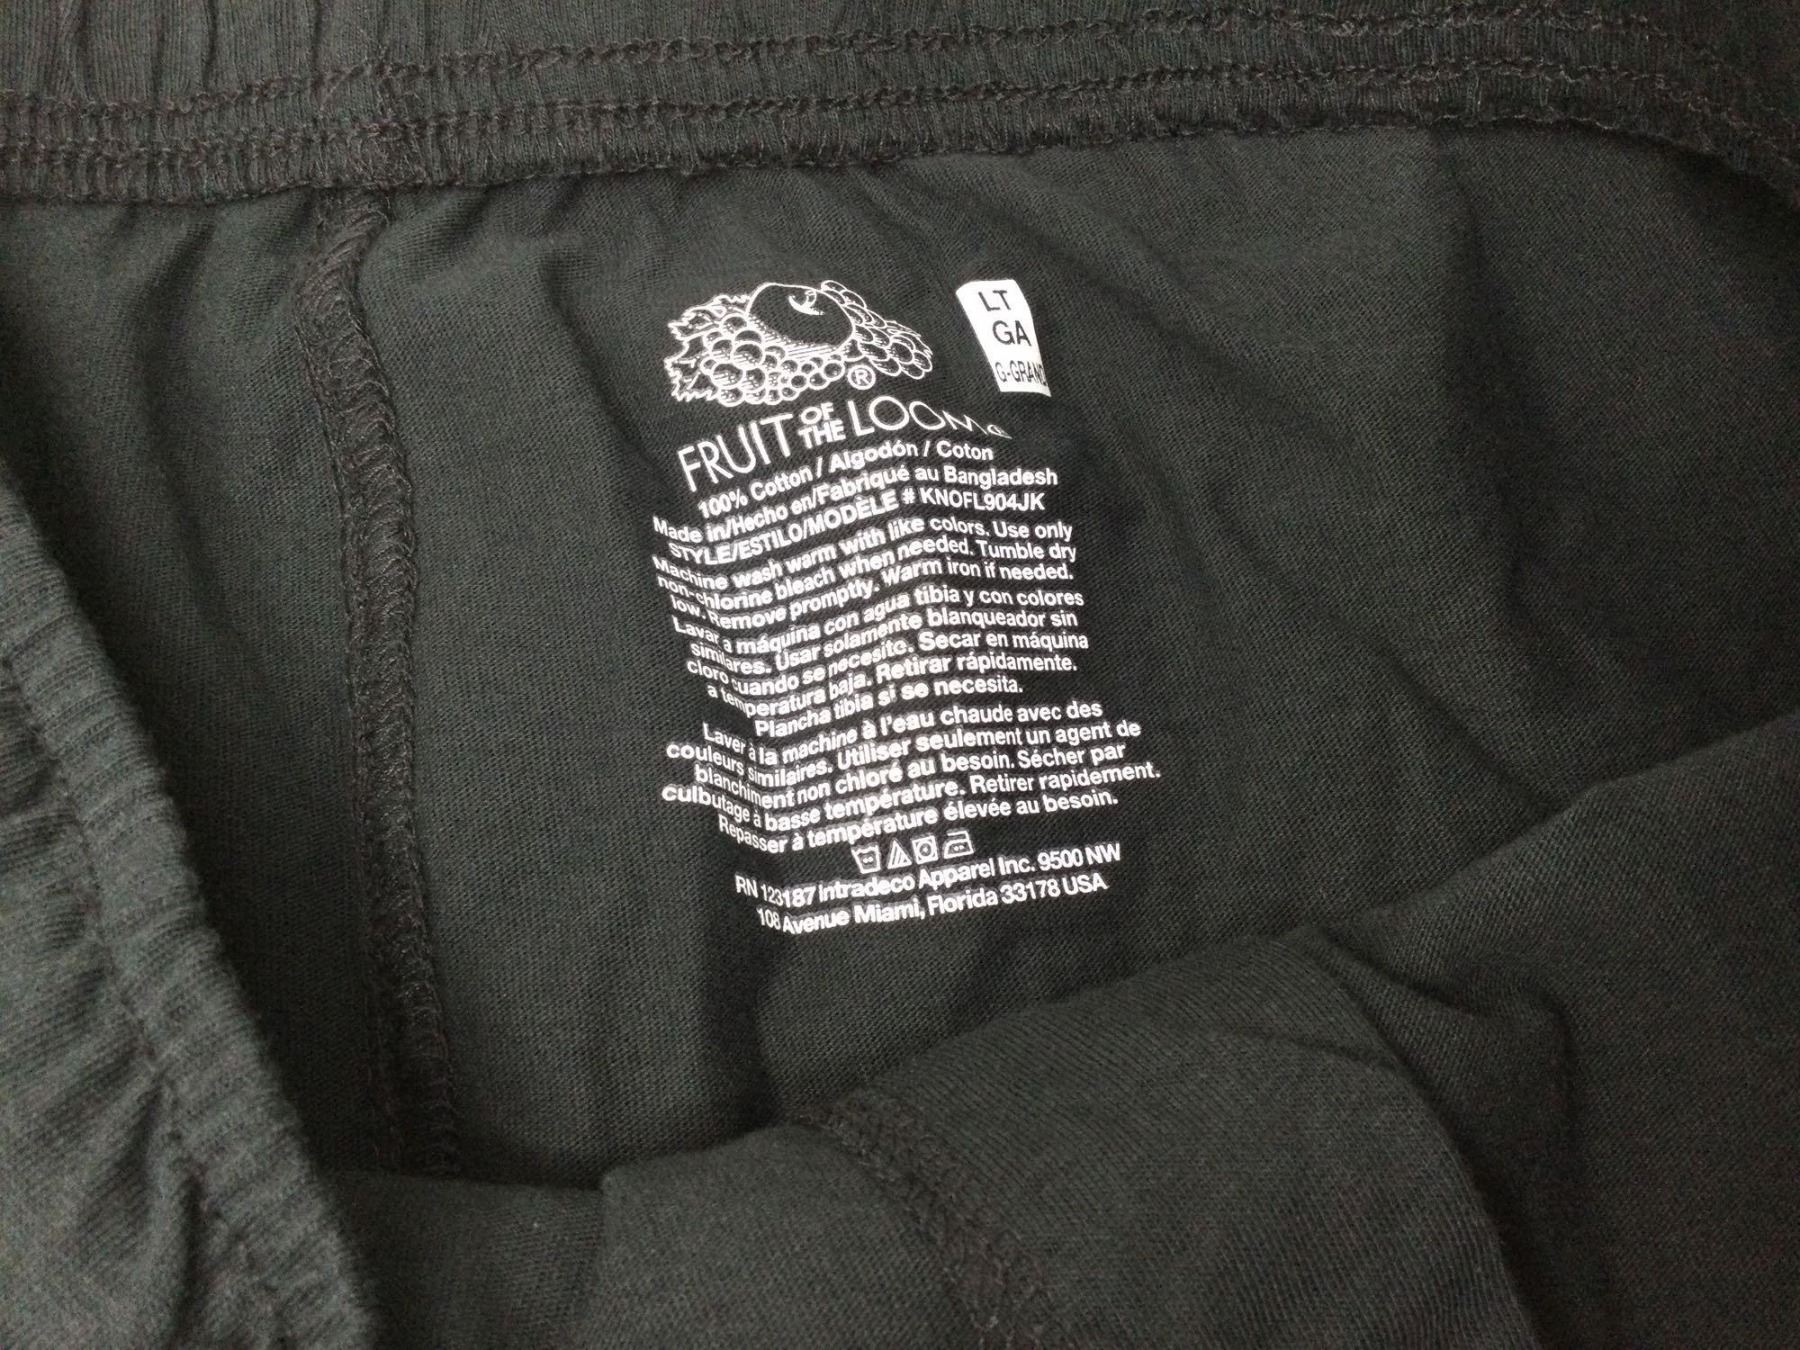 LT
GA
G-GRAND
®
FRUIT OF THE LOOM®
100% Cotton / Algodón / Coton
Made in/Hecho en/Fabriqué au Bangladesh
STYLE/ESTILO/MODÈLE # KNOFL904JK
Machine wash warm with like colors. Use only
non-chlorine bleach when needed. Tumble dry
low. Remove promptly. Warm iron if needed.
Lavar a máquina con agua tibia y con colores
similares. Usar solamente blanqueador sin
cloro cuando se necesite. Secar en máquina
a temperatura baja. Retirar rápidamente.
Plancha tibia si se necesita.
Laver à la machine à l'eau chaude avec des
couleurs similaires. Utiliser seulement un agent de
blanchiment non chloré au besoin. Sécher par
culbutage à basse température. Retirer rapidement.
Repasser à température élevée au besoin.
RN 123187 Intradeco Apparel Inc. 9500 NW
108 Avenue Miami, Florida 33178 USA